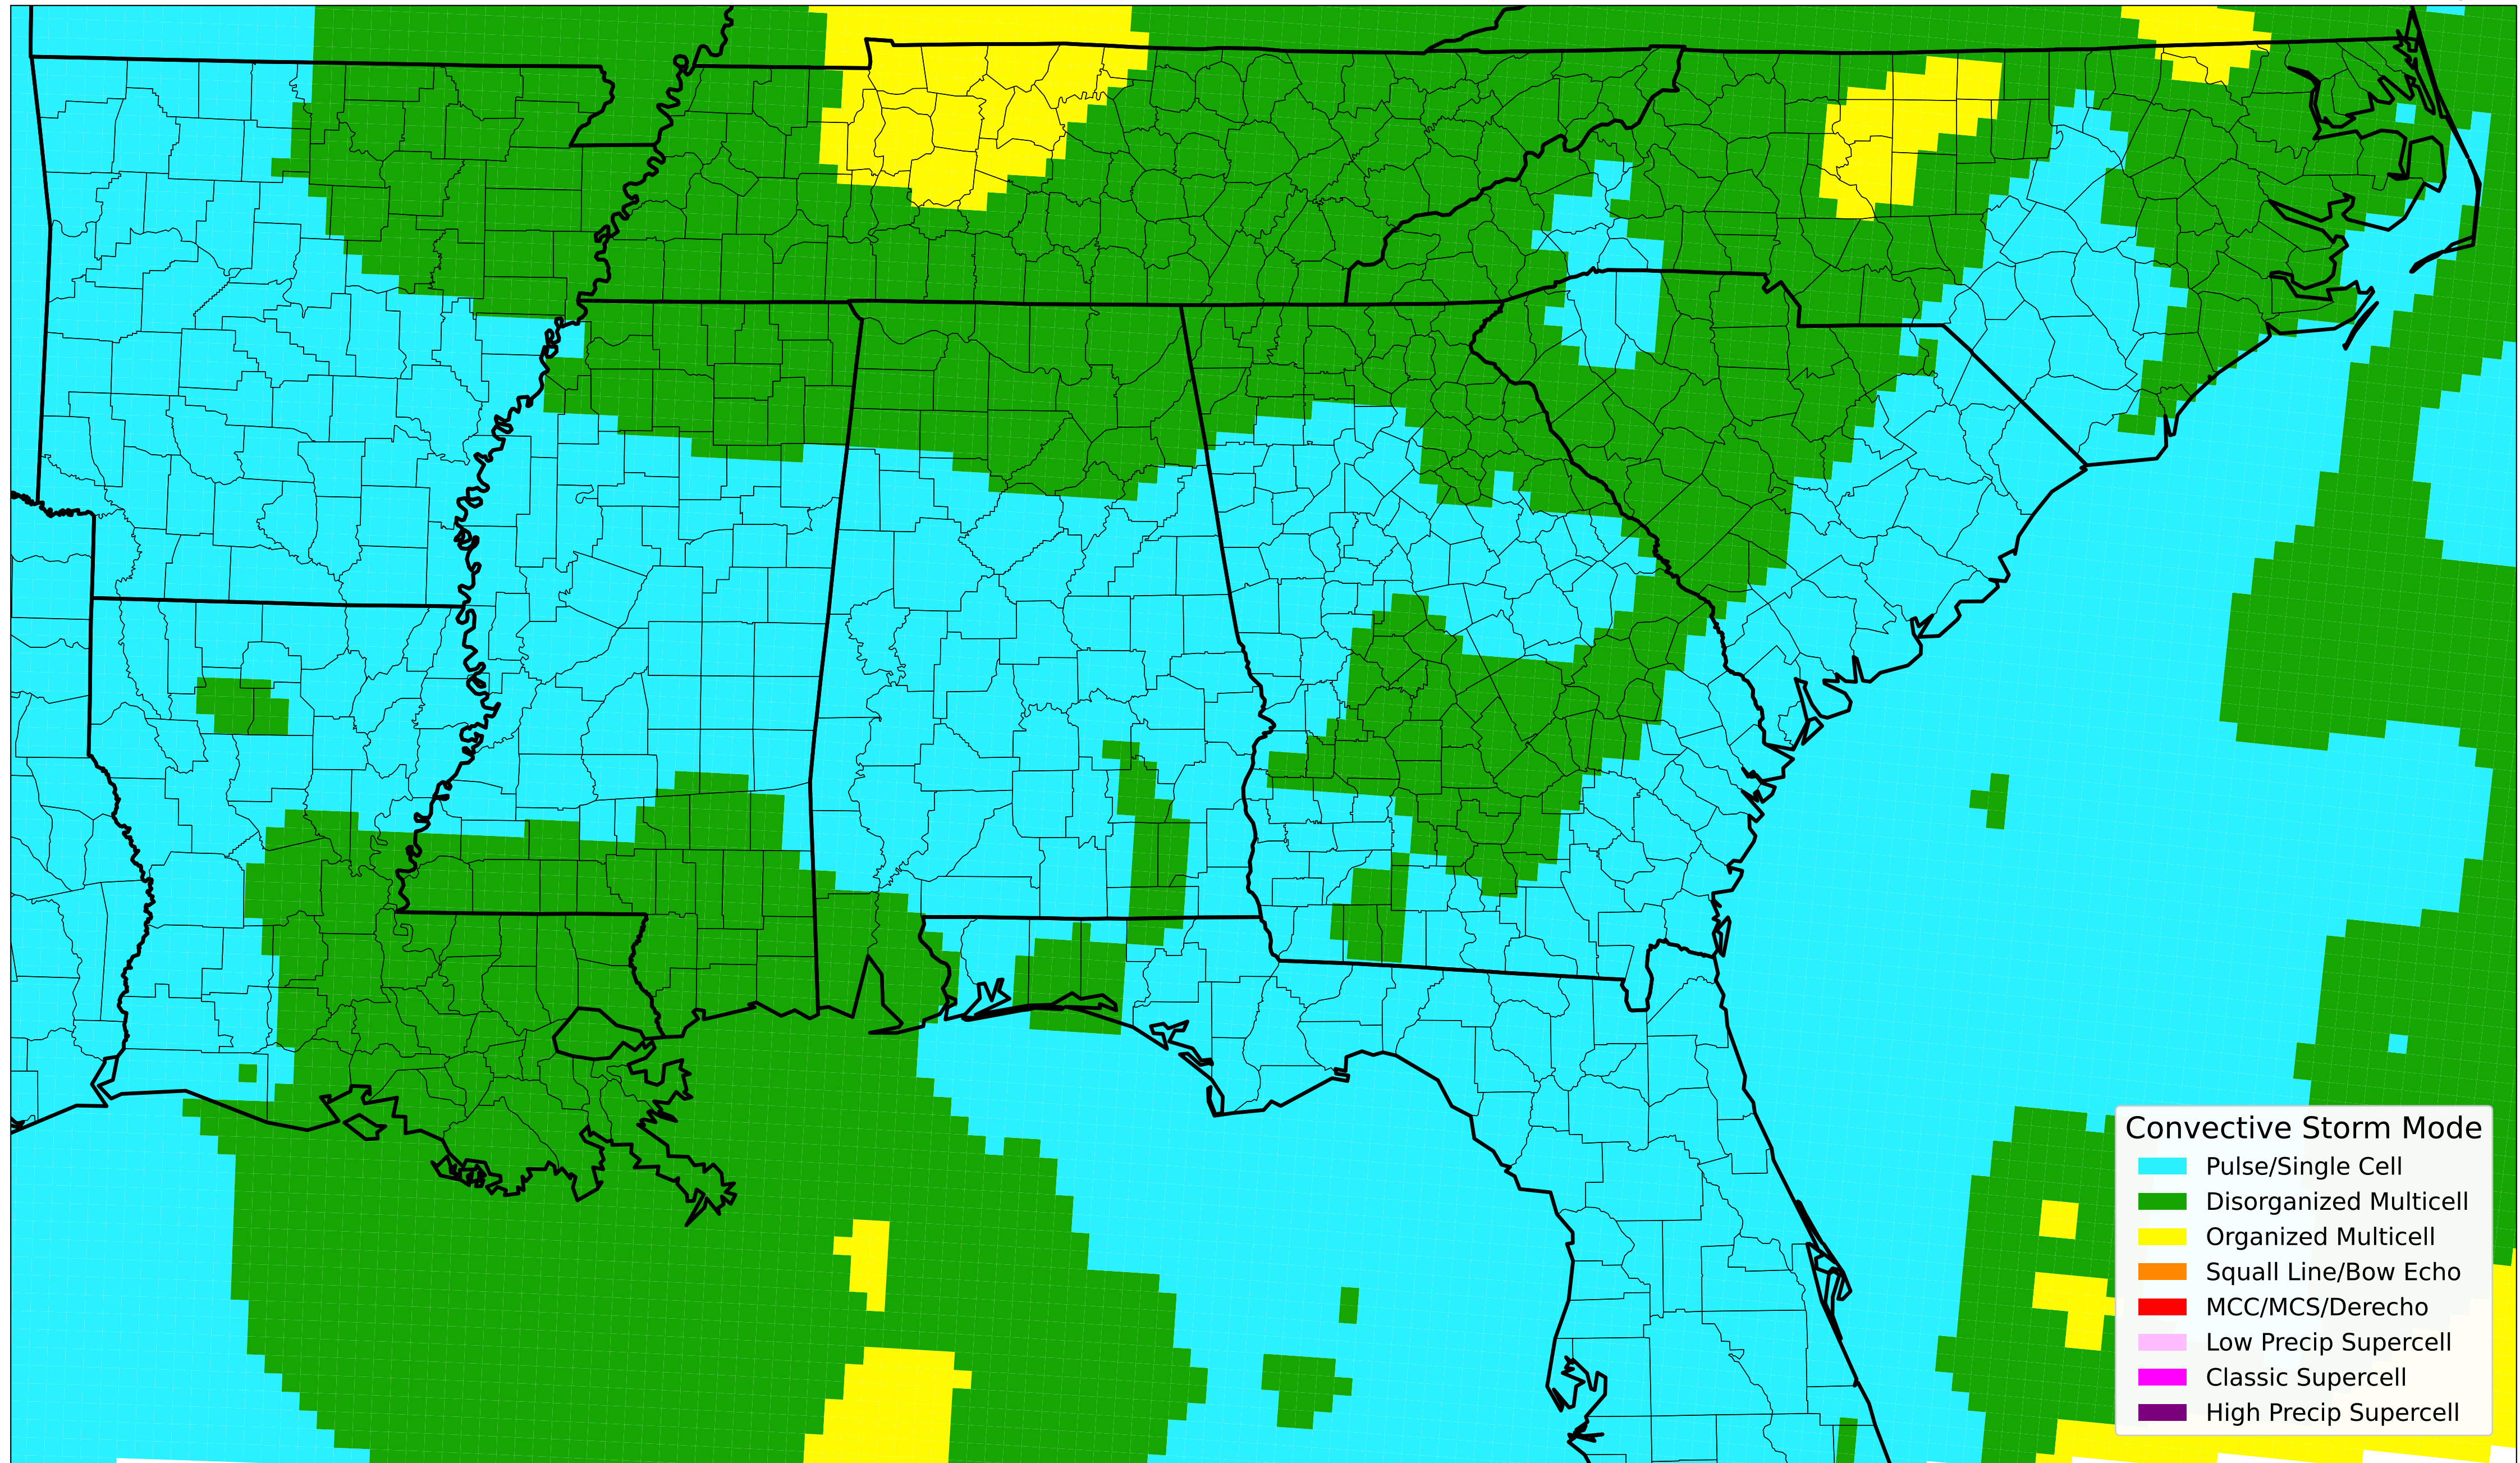 Convective Storm Mode
Pulse/Single Cell
Disorganized Multicell
Organized Multicell
Squall Line/Bow Echo
MCC/MCS/Derecho
Low Precip Supercell
Classic Supercell
High Precip Supercell